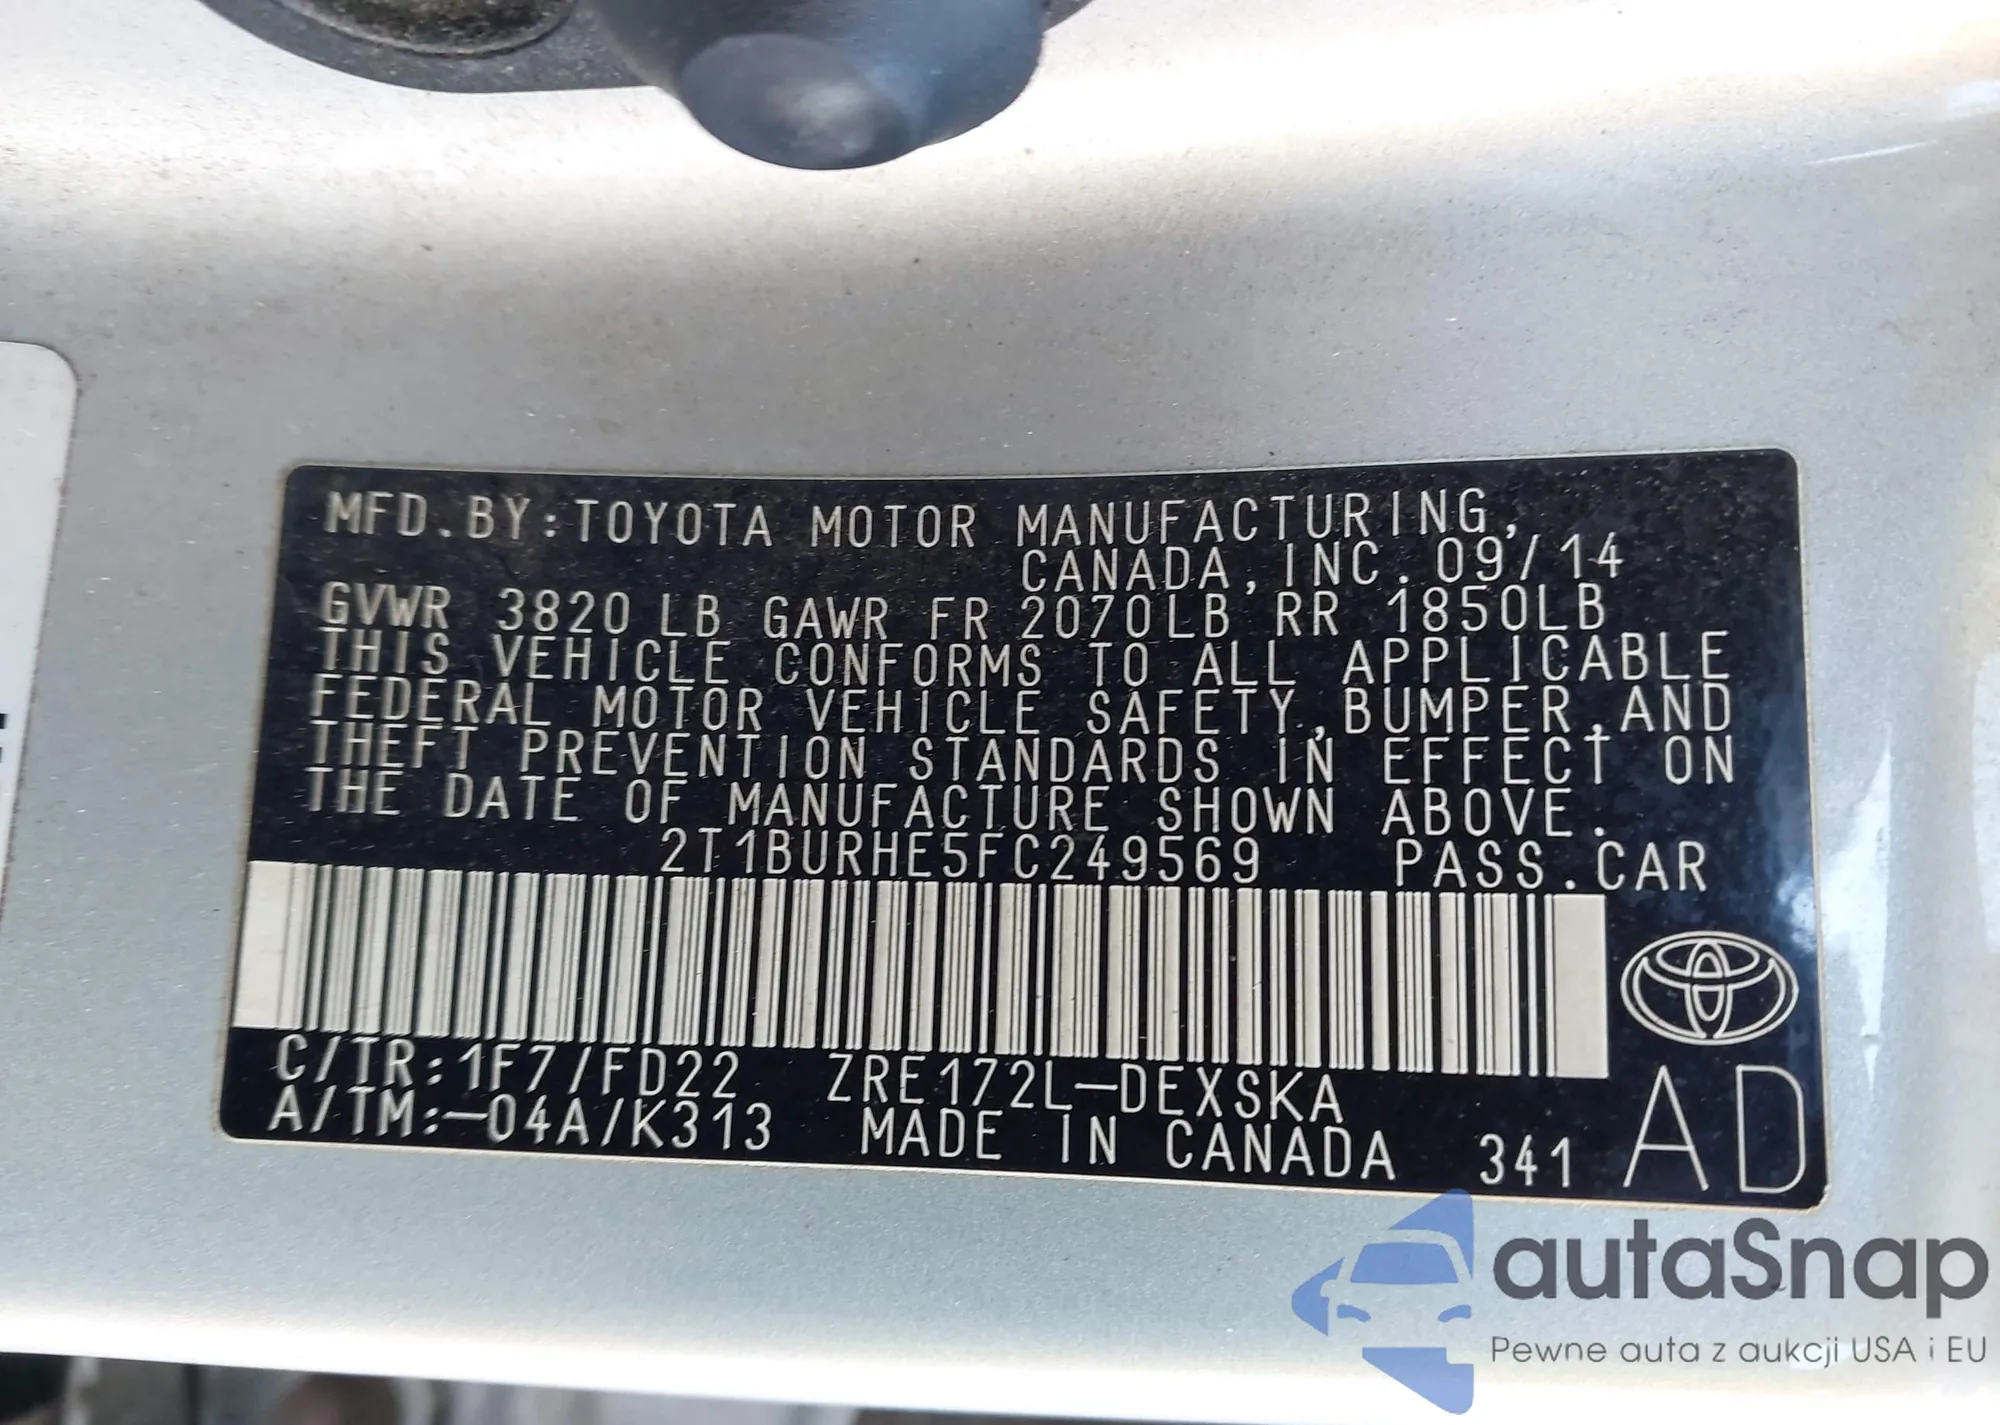 MFD.BY:TOYOTA MOTOR MANUFACTURING,
CANADA,INC. 09/14
GVWR 3820LB GAWR FR 2070LB RR 1850LB
THIS VEHICLE CONFORMS TO ALL APPLICABLE
FEDERAL MOTOR VEHICLE SAFETY,BUMPER,AND
THEFT PREVENTION STANDARDS IN EFFECT ON
THE DATE OF MANUFACTURE SHOWN ABOVE.
2T1BURHE5FC249569 PASS.CAR
C/TR:1F7/FD22 ZRE172L-DEXSKA
A/TM:-04A/K313 MADE IN CANADA 341
AD
autaSnap
Pewne auta z aukcji USA i EU